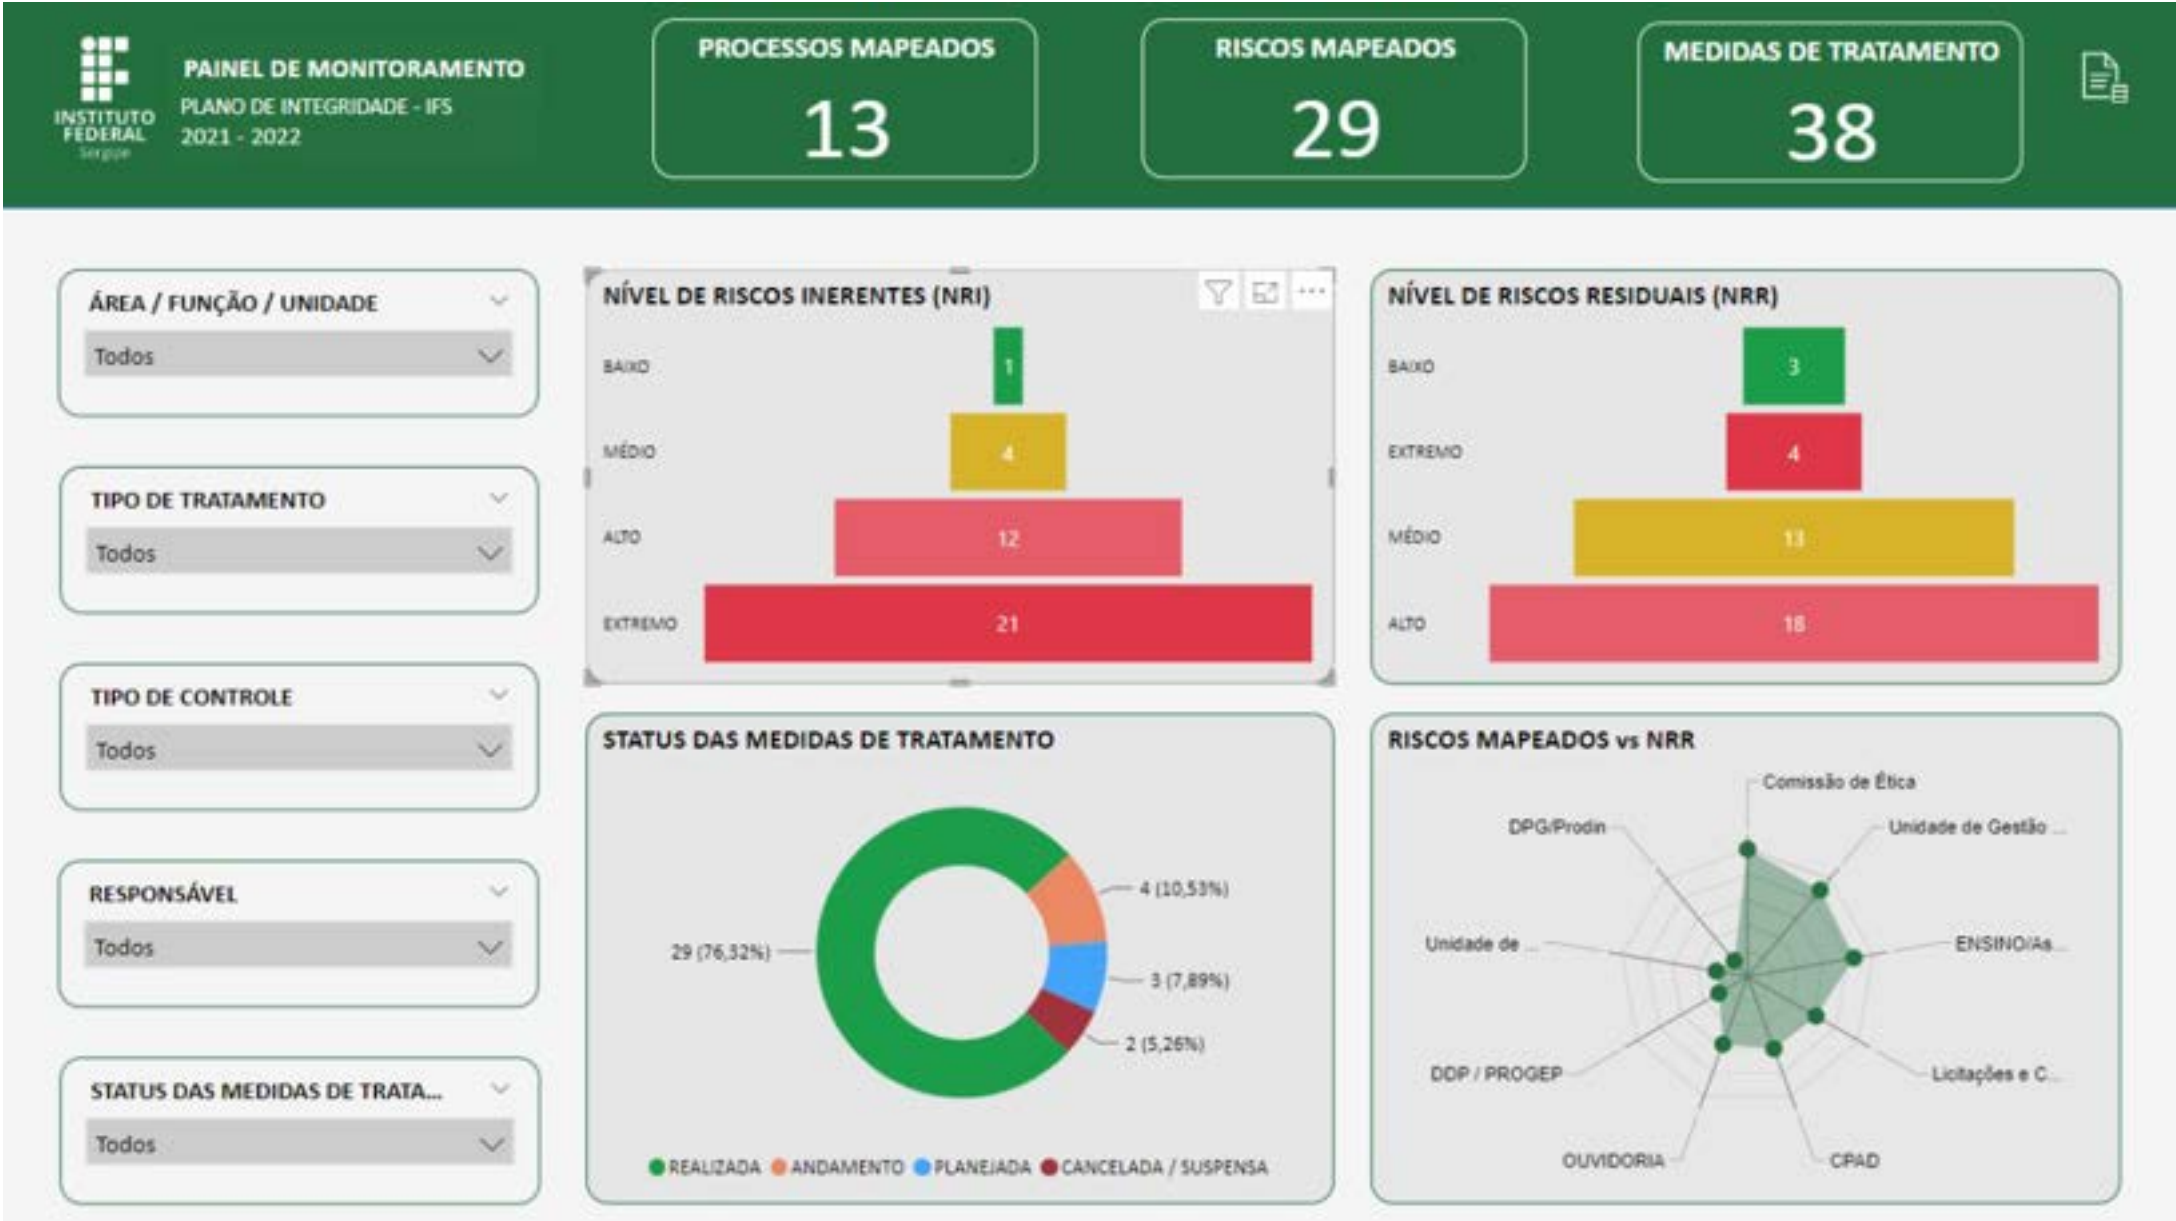 INSTITUTO
FEDERAL
Sergipe
PAINEL DE MONITORAMENTO
PLANO DE INTEGRIDADE - IFS
2021 - 2022
PROCESSOS MAPEADOS
13
RISCOS MAPEADOS
29
MEDIDAS DE TRATAMENTO
38
ÁREA / FUNÇÃO / UNIDADE
Todos
TIPO DE TRATAMENTO
Todos
TIPO DE CONTROLE
Todos
RESPONSÁVEL
Todos
STATUS DAS MEDIDAS DE TRATA...
Todos
NÍVEL DE RISCOS INERENTES (NRI)
BAIXO
1
MÉDIO
4
ALTO
12
EXTREMO
21
NÍVEL DE RISCOS RESIDUAIS (NRR)
BAIXO
3
EXTREMO
4
MÉDIO
13
ALTO
18
STATUS DAS MEDIDAS DE TRATAMENTO
4 (10,53%)
29 (76,32%)
3 (7,89%)
2 (5,26%)
REALIZADA ANDAMENTO PLANEJADA CANCELADA / SUSPENSA
RISCOS MAPEADOS vs NRR
Comissão de Ética
DPG/Prodin
Unidade de Gestão ...
Unidade de ...
ENSINO/As...
DDP / PROGEP
Licitações e C...
OUVIDORIA
CPAD